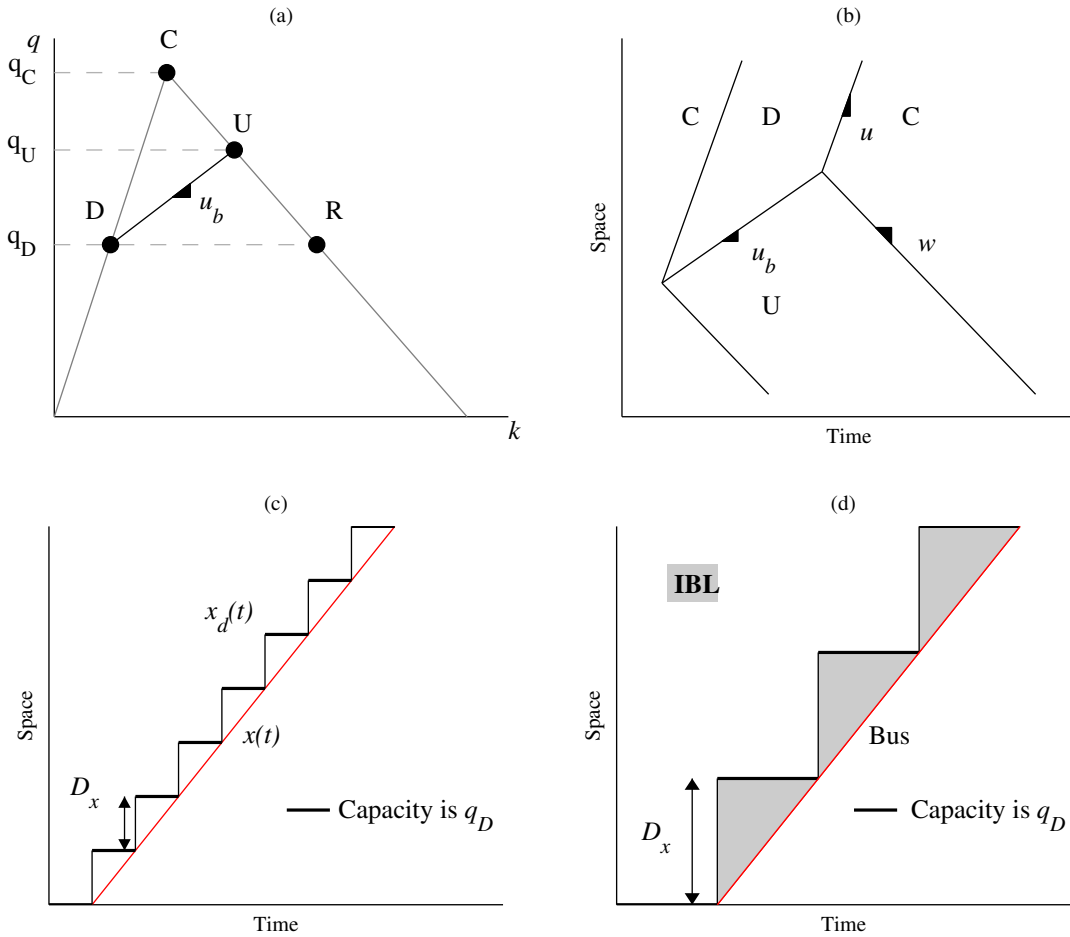 (a)
q
C
q_C
U
q_U
D
u_b
R
q_D
k
(b)
C
D
C
u
Space
u_b
w
U
Time
(c)
x_d(t)
Space
x(t)
D_x
Capacity is q_D
Time
(d)
IBL
Space
Bus
D_x
Capacity is q_D
Time